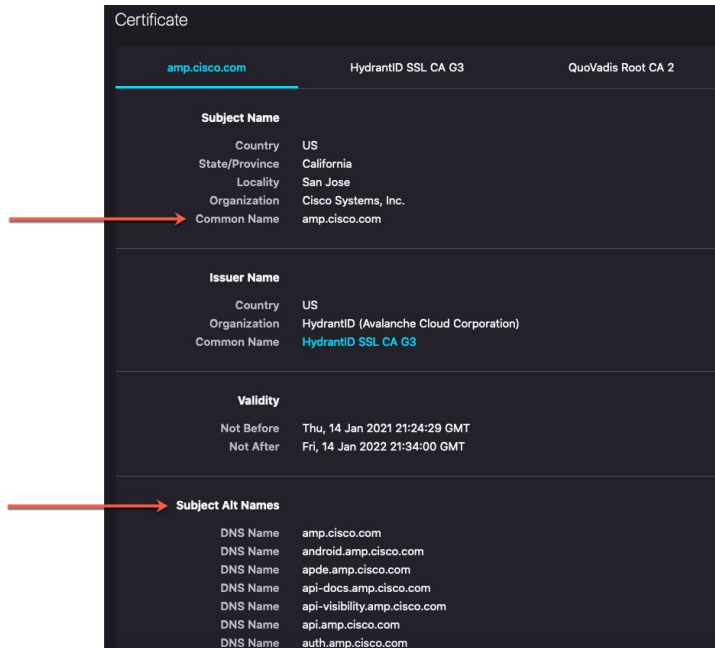 Certificate
amp.cisco.com HydrantID SSL CA G3 QuoVadis Root CA 2
Subject Name
Country US
State/Province California
Locality San Jose
Organization Cisco Systems, Inc.
Common Name amp.cisco.com
Issuer Name
Country US
Organization HydrantID (Avalanche Cloud Corporation)
Common Name HydrantID SSL CA G3
Validity
Not Before Thu, 14 Jan 2021 21:24:29 GMT
Not After Fri, 14 Jan 2022 21:34:00 GMT
Subject Alt Names
DNS Name amp.cisco.com
DNS Name android.amp.cisco.com
DNS Name apde.amp.cisco.com
DNS Name api-docs.amp.cisco.com
DNS Name api-visibility.amp.cisco.com
DNS Name api.amp.cisco.com
DNS Name auth.amp.cisco.com